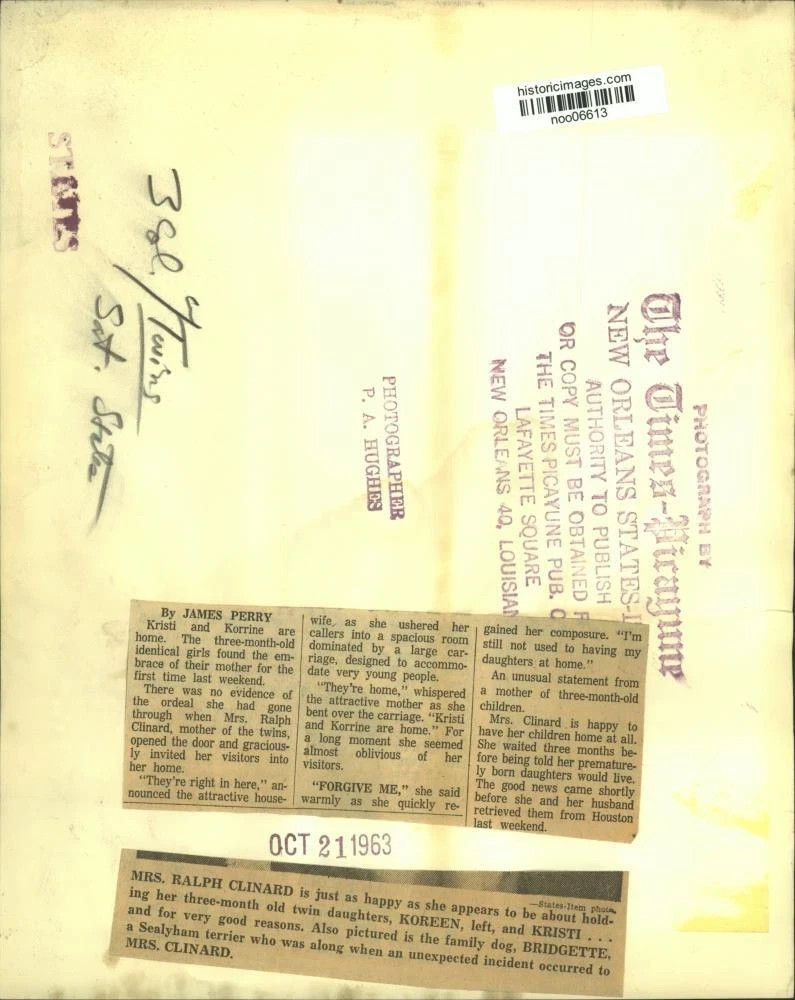 historicimages.com
noo06613
STATES
3 Col. / Twins
Sat. States
PHOTOGRAPH BY
The Times-Picayune
NEW ORLEANS STATES-I
AUTHORITY TO PUBLISH
OR COPY MUST BE OBTAINED F
THE TIMES-PICAYUNE PUB. C
LAFAYETTE SQUARE
NEW ORLEANS 40, LOUISIAN
PHOTOGRAPHER
P. A. HUGHES
By JAMES PERRY
Kristi and Korrine are
home. The three-month-old
identical girls found the em-
brace of their mother for the
first time last weekend.
There was no evidence of
the ordeal she had gone
through when Mrs. Ralph
Clinard, mother of the twins,
opened the door and gracious-
ly invited her visitors into
her home.
"They're right in here," an-
nounced the attractive house-
wife, as she ushered her
callers into a spacious room
dominated by a large car-
riage, designed to accommo-
date very young people.
"They're home," whispered
the attractive mother as she
bent over the carriage. "Kristi
and Korrine are home." For
a long moment she seemed
almost oblivious of her
visitors.
"FORGIVE ME," she said
warmly as she quickly re-
gained her composure. "I'm
still not used to having my
daughters at home."
An unusual statement from
a mother of three-month-old
children.
Mrs. Clinard is happy to
have her children home at all.
She waited three months be-
fore being told her premature-
ly born daughters would live.
The good news came shortly
before she and her husband
retrieved them from Houston
last weekend.
OCT 21 1963
—States-Item photo.
MRS. RALPH CLINARD is just as happy as she appears to be about hold-
ing her three-month old twin daughters, KOREEN, left, and KRISTI . . .
and for very good reasons. Also pictured is the family dog, BRIDGETTE,
a Sealyham terrier who was along when an unexpected incident occurred to
MRS. CLINARD.